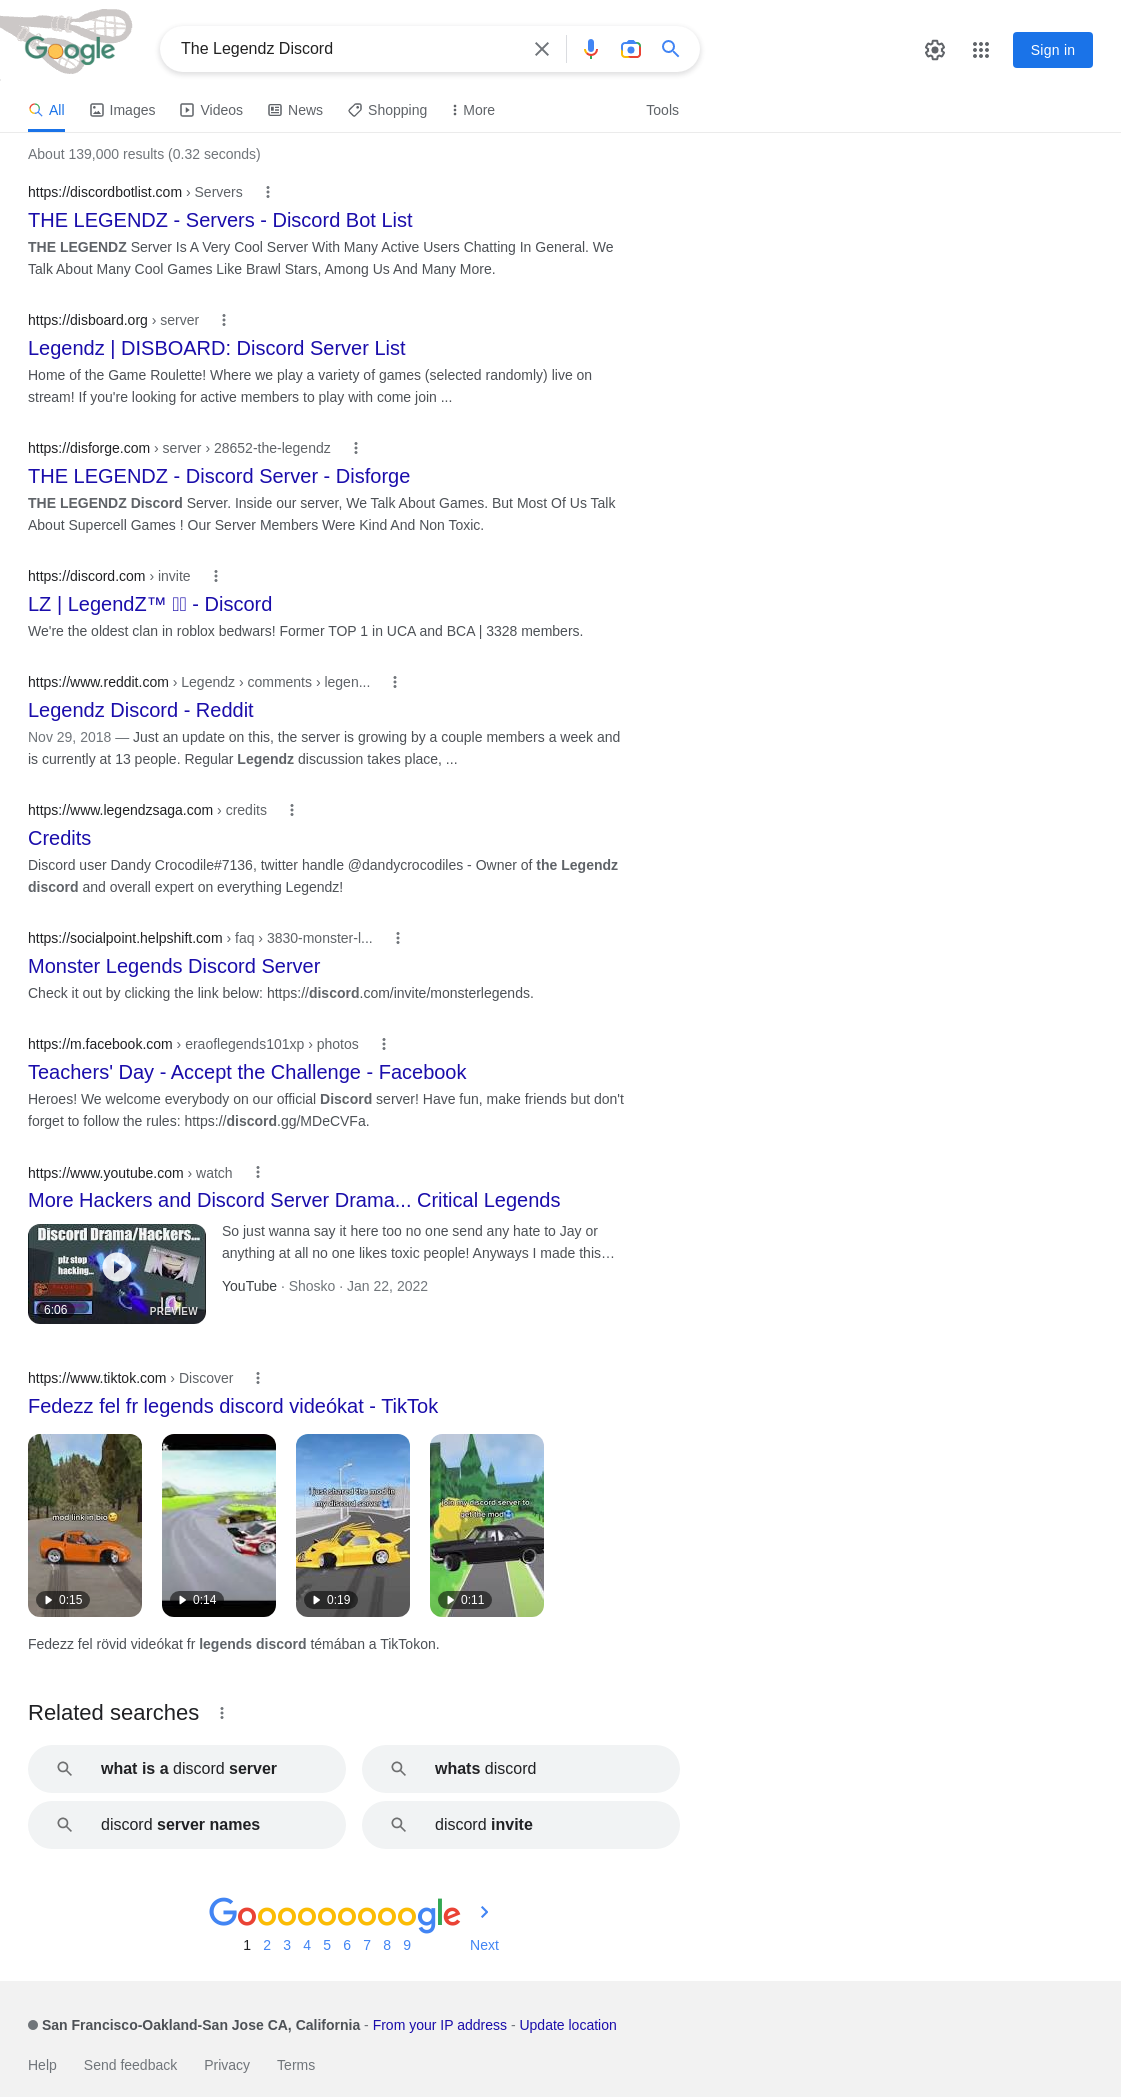 Google
The Legendz Discord
Sign in
All
Images
Videos
News
Shopping
More
Tools
About 139,000 results (0.32 seconds)
https://discordbotlist.com › Servers
THE LEGENDZ - Servers - Discord Bot List
THE LEGENDZ Server Is A Very Cool Server With Many Active Users Chatting In General. We
Talk About Many Cool Games Like Brawl Stars, Among Us And Many More.
https://disboard.org › server
Legendz | DISBOARD: Discord Server List
Home of the Game Roulette! Where we play a variety of games (selected randomly) live on
stream! If you're looking for active members to play with come join ...
https://disforge.com › server › 28652-the-legendz
THE LEGENDZ - Discord Server - Disforge
THE LEGENDZ Discord Server. Inside our server, We Talk About Games. But Most Of Us Talk
About Supercell Games ! Our Server Members Were Kind And Non Toxic.
https://discord.com › invite
LZ | LegendZ™ - Discord
We're the oldest clan in roblox bedwars! Former TOP 1 in UCA and BCA | 3328 members.
https://www.reddit.com › Legendz › comments › legen...
Legendz Discord - Reddit
Nov 29, 2018 — Just an update on this, the server is growing by a couple members a week and
is currently at 13 people. Regular Legendz discussion takes place, ...
https://www.legendzsaga.com › credits
Credits
Discord user Dandy Crocodile#7136, twitter handle @dandycrocodiles - Owner of the Legendz
discord and overall expert on everything Legendz!
https://socialpoint.helpshift.com › faq › 3830-monster-l...
Monster Legends Discord Server
Check it out by clicking the link below: https://discord.com/invite/monsterlegends.
https://m.facebook.com › eraoflegends101xp › photos
Teachers' Day - Accept the Challenge - Facebook
Heroes! We welcome everybody on our official Discord server! Have fun, make friends but don't
forget to follow the rules: https://discord.gg/MDeCVFa.
https://www.youtube.com › watch
More Hackers and Discord Server Drama... Critical Legends
Discord Drama/Hackers...
plz stop
hacking...
6:06
PREVIEW
So just wanna say it here too no one send any hate to Jay or
anything at all no one likes toxic people! Anyways I made this…
YouTube · Shosko · Jan 22, 2022
https://www.tiktok.com › Discover
Fedezz fel fr legends discord videókat - TikTok
mod link in bio
0:15
0:14
i just shared the mod in
my discord server
0:19
join my discord server to
get the mod
0:11
Fedezz fel rövid videókat fr legends discord témában a TikTokon.
Related searches
what is a discord server
whats discord
discord server names
discord invite
Gooooooooogle
1 2 3 4 5 6 7 8 9 Next
San Francisco-Oakland-San Jose CA, California - From your IP address - Update location
Help Send feedback Privacy Terms